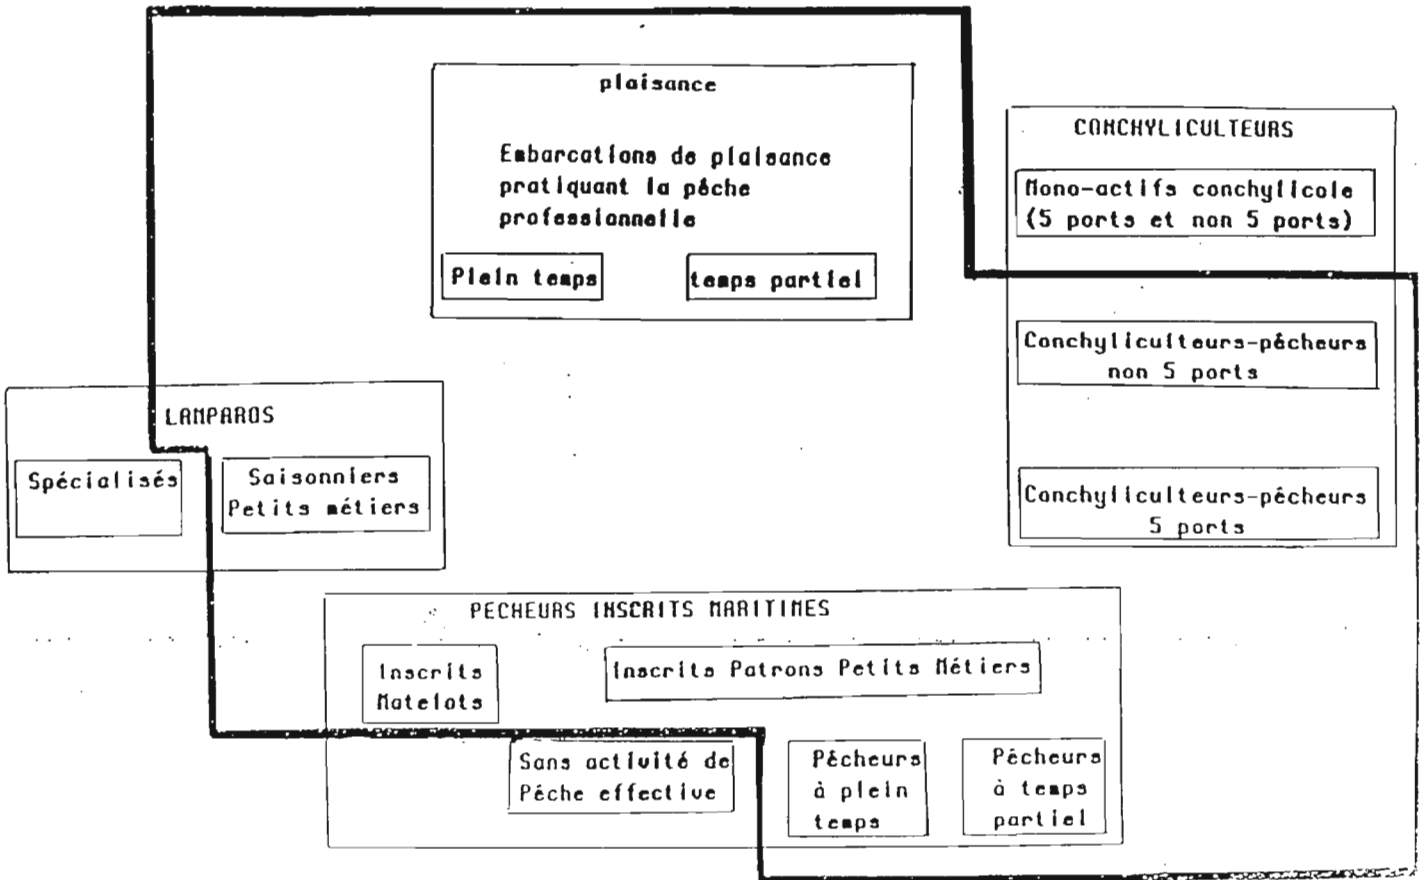 plaisance
Embarcations de plaisance
pratiquant la pêche
professionnelle
Plein temps
temps partiel
CONCHYLICULTEURS
Mono-actifs conchylicole
(5 ports et non 5 ports)
Conchyliculteurs-pêcheurs
non 5 ports
Conchyliculteurs-pêcheurs
5 ports
LAMPAROS
Spécialisés
Saisonniers
Petits métiers
PECHEURS INSCRITS MARITIMES
Inscrits
Matelots
Inscrits Patrons Petits Métiers
Sans activité de
Pêche effective
Pêcheurs
à plein
temps
Pêcheurs
à temps
partiel